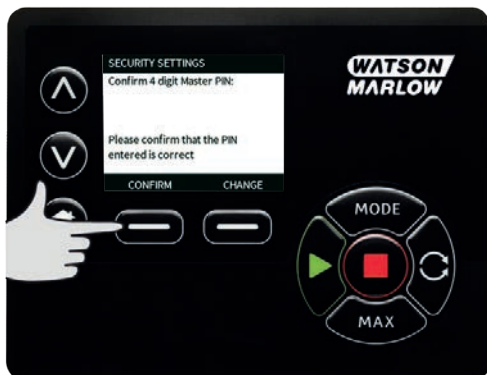 SECURITY SETTINGS
Confirm 4 digit Master PIN:
Please confirm that the PIN
entered is correct
CONFIRM CHANGE
WATSON
MARLOW
MODE
MAX